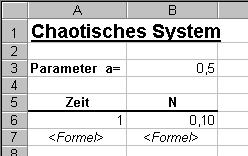 A B
1 Chaotisches System
2
3 Parameter a= 0,5
4
5 Zeit N
6 1 0,10
7 <Formel> <Formel>
8